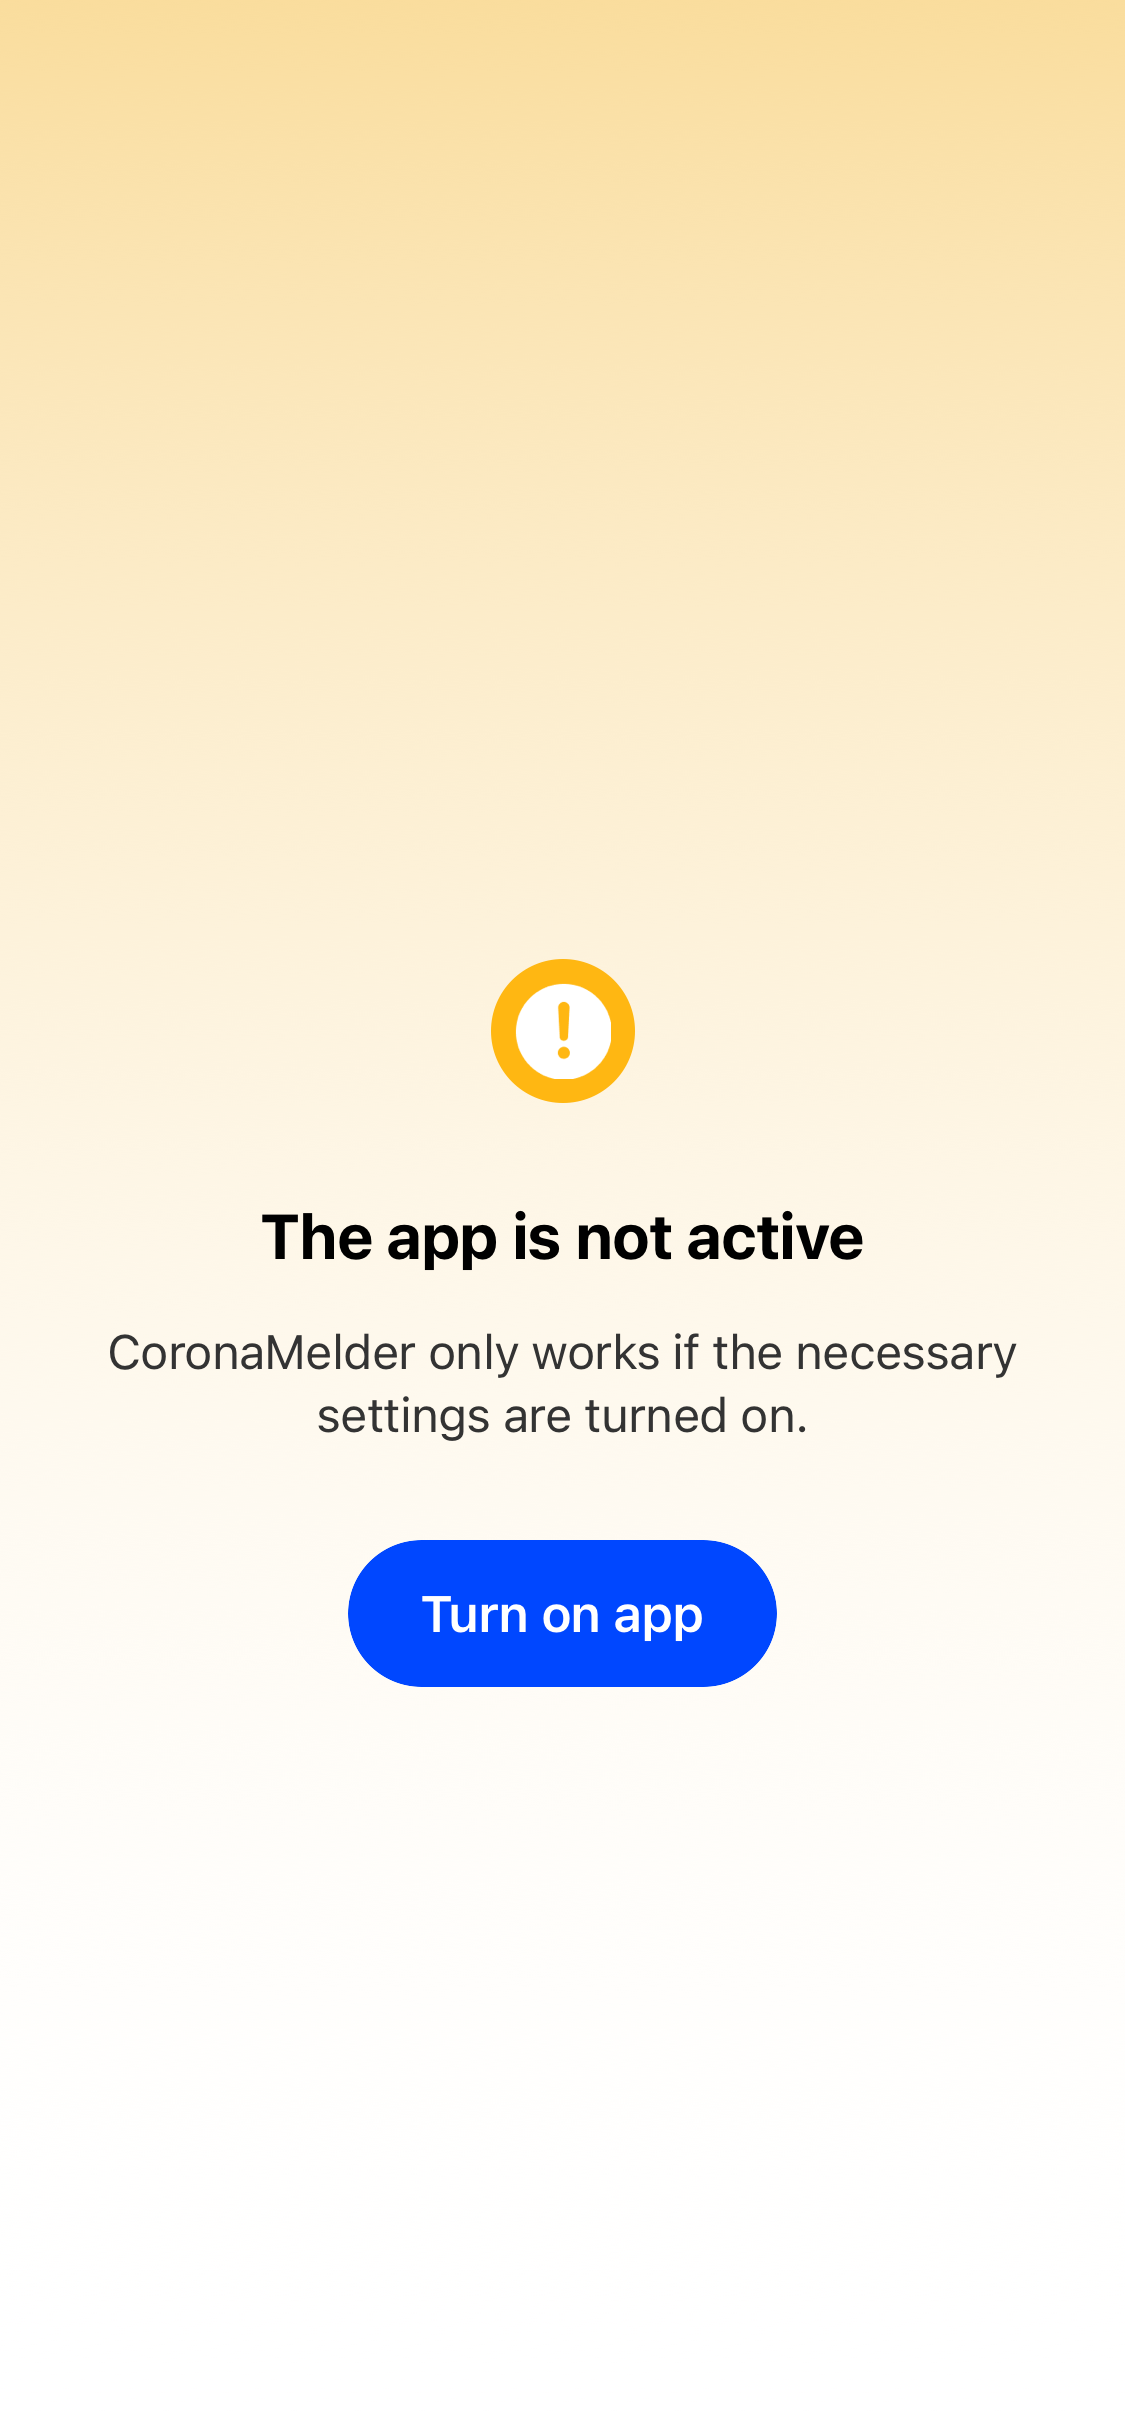 The app is not active
CoronaMelder only works if the necessary
settings are turned on.
Turn on app